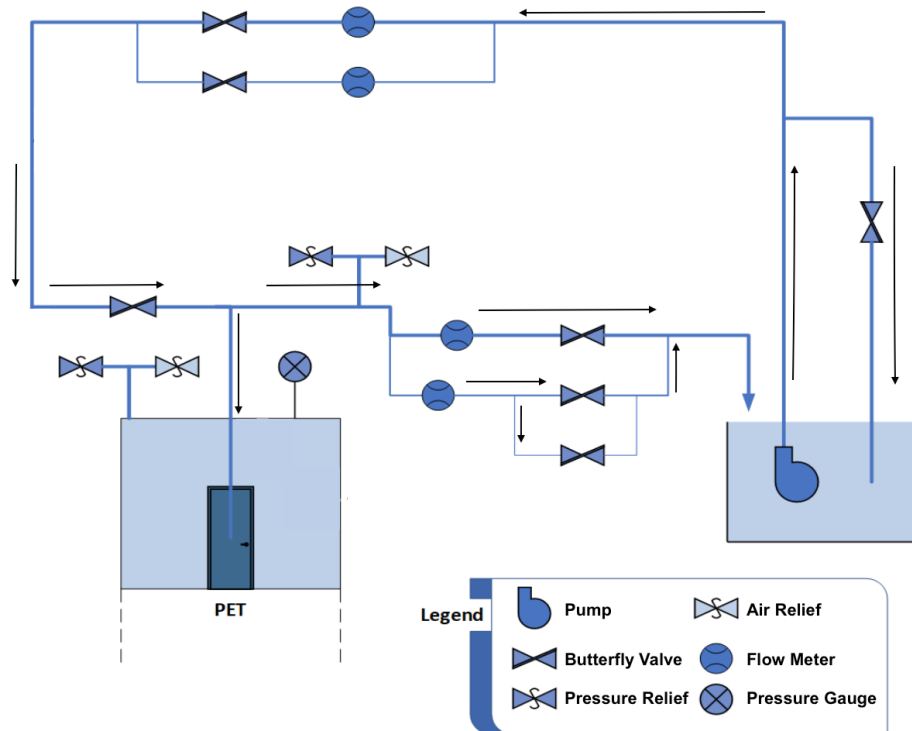 PET
Legend
Pump
Air Relief
Butterfly Valve
Flow Meter
Pressure Relief
Pressure Gauge